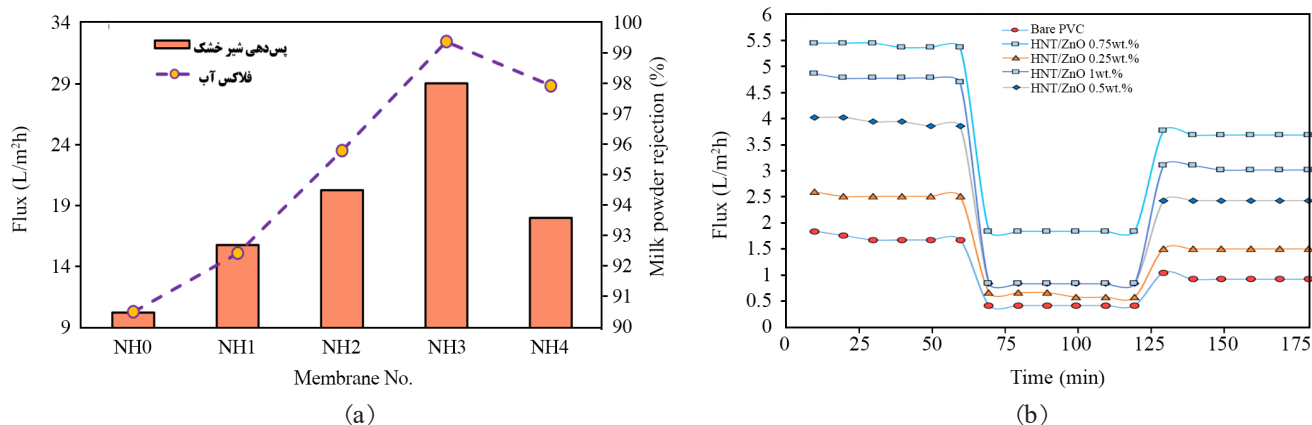 34
29
24
19
14
9
Flux (L/m²h)
پس‌دهی شیر خشک
فلاکس آب
100
99
98
96
94
93
92
91
90
Milk powder rejection (%)
NH0 NH1 NH2 NH3 NH4
Membrane No.
(a)
6
5.5
5
4.5
4
3.5
3
2.5
2
1.5
1
0.5
0
Flux (L/m²h)
Bare PVC
HNT/ZnO 0.75wt.%
HNT/ZnO 0.25wt.%
HNT/ZnO 1wt.%
HNT/ZnO 0.5wt.%
0 25 50 75 100 125 150 175
Time (min)
(b)